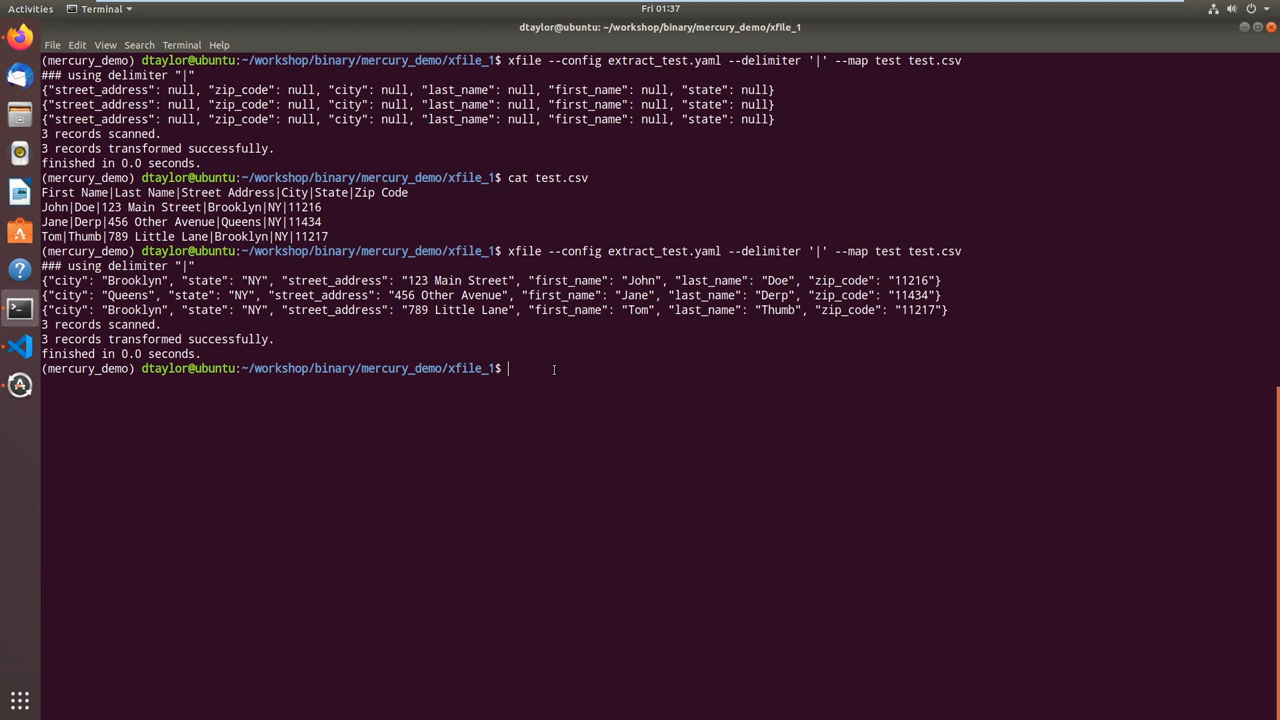 Activities Terminal Fri 01:37
dtaylor@ubuntu: ~/workshop/binary/mercury_demo/xfile_1
File Edit View Search Terminal Help
(mercury_demo) dtaylor@ubuntu:~/workshop/binary/mercury_demo/xfile_1$ xfile --config extract_test.yaml --delimiter '|' --map test test.csv
### using delimiter "|"
{"street_address": null, "zip_code": null, "city": null, "last_name": null, "first_name": null, "state": null}
{"street_address": null, "zip_code": null, "city": null, "last_name": null, "first_name": null, "state": null}
{"street_address": null, "zip_code": null, "city": null, "last_name": null, "first_name": null, "state": null}
3 records scanned.
3 records transformed successfully.
finished in 0.0 seconds.
(mercury_demo) dtaylor@ubuntu:~/workshop/binary/mercury_demo/xfile_1$ cat test.csv
First Name|Last Name|Street Address|City|State|Zip Code
John|Doe|123 Main Street|Brooklyn|NY|11216
Jane|Derp|456 Other Avenue|Queens|NY|11434
Tom|Thumb|789 Little Lane|Brooklyn|NY|11217
(mercury_demo) dtaylor@ubuntu:~/workshop/binary/mercury_demo/xfile_1$ xfile --config extract_test.yaml --delimiter '|' --map test test.csv
### using delimiter "|"
{"city": "Brooklyn", "state": "NY", "street_address": "123 Main Street", "first_name": "John", "last_name": "Doe", "zip_code": "11216"}
{"city": "Queens", "state": "NY", "street_address": "456 Other Avenue", "first_name": "Jane", "last_name": "Derp", "zip_code": "11434"}
{"city": "Brooklyn", "state": "NY", "street_address": "789 Little Lane", "first_name": "Tom", "last_name": "Thumb", "zip_code": "11217"}
3 records scanned.
3 records transformed successfully.
finished in 0.0 seconds.
(mercury_demo) dtaylor@ubuntu:~/workshop/binary/mercury_demo/xfile_1$